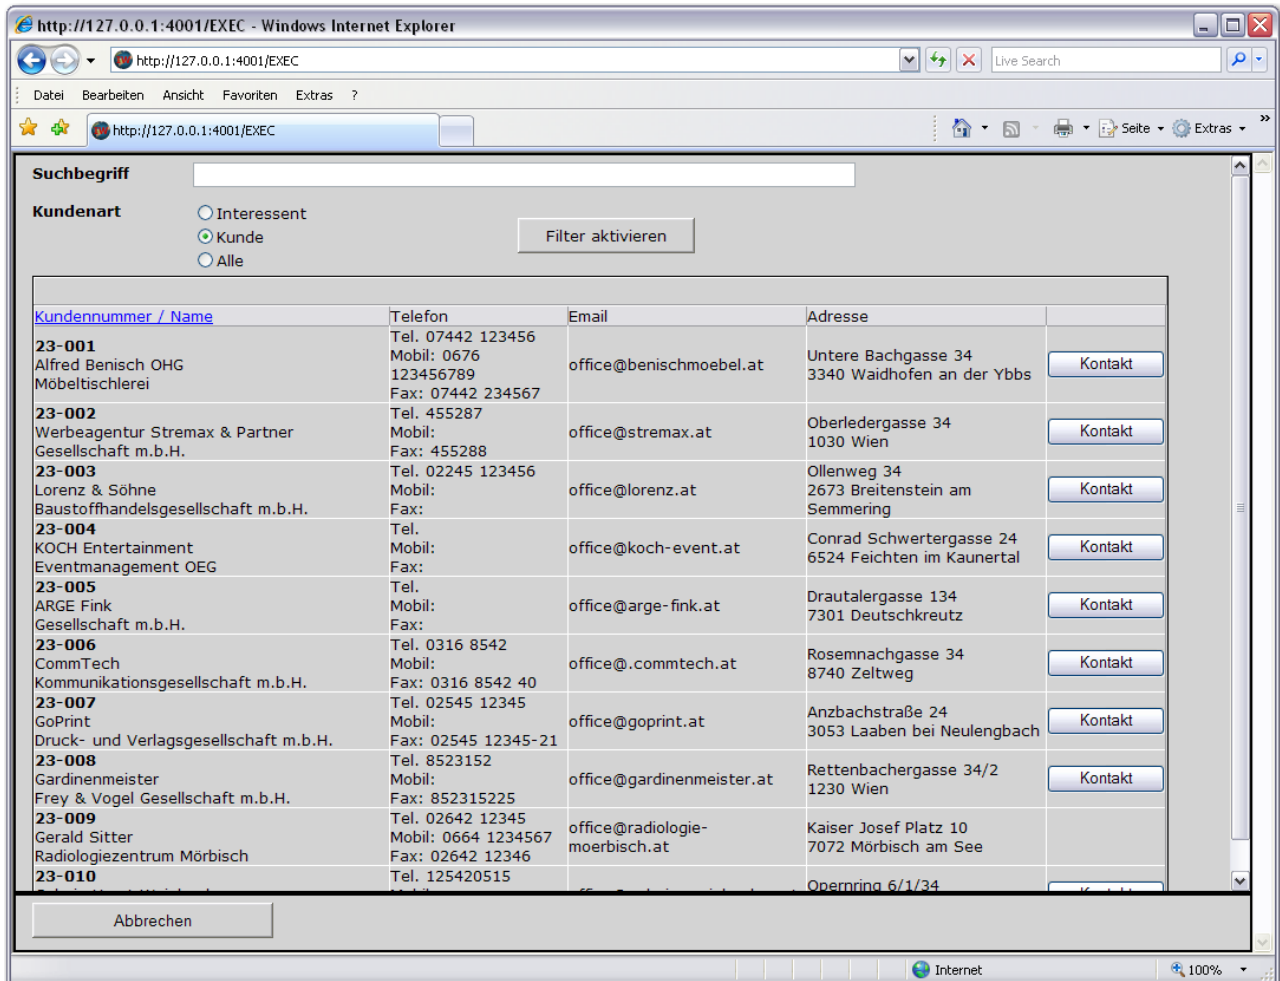 http://127.0.0.1:4001/EXEC - Windows Internet Explorer
http://127.0.0.1:4001/EXEC
Live Search
Datei Bearbeiten Ansicht Favoriten Extras ?
http://127.0.0.1:4001/EXEC
Seite Extras »
Suchbegriff
Kundenart
Interessent
Kunde
Alle
Filter aktivieren
Kundennummer / Name Telefon Email Adresse
23-001
Alfred Benisch OHG
Möbeltischlerei
Tel. 07442 123456
Mobil: 0676
123456789
Fax: 07442 234567
office@benischmoebel.at
Untere Bachgasse 34
3340 Waidhofen an der Ybbs
Kontakt
23-002
Werbeagentur Stremax & Partner
Gesellschaft m.b.H.
Tel. 455287
Mobil:
Fax: 455288
office@stremax.at
Oberledergasse 34
1030 Wien
Kontakt
23-003
Lorenz & Söhne
Baustoffhandelsgesellschaft m.b.H.
Tel. 02245 123456
Mobil:
Fax:
office@lorenz.at
Ollenweg 34
2673 Breitenstein am
Semmering
Kontakt
23-004
KOCH Entertainment
Eventmanagement OEG
Tel.
Mobil:
Fax:
office@koch-event.at
Conrad Schwertergasse 24
6524 Feichten im Kaunertal
Kontakt
23-005
ARGE Fink
Gesellschaft m.b.H.
Tel.
Mobil:
Fax:
office@arge-fink.at
Drautalergasse 134
7301 Deutschkreutz
Kontakt
23-006
CommTech
Kommunikationsgesellschaft m.b.H.
Tel. 0316 8542
Mobil:
Fax: 0316 8542 40
office@.commtech.at
Rosemnachgasse 34
8740 Zeltweg
Kontakt
23-007
GoPrint
Druck- und Verlagsgesellschaft m.b.H.
Tel. 02545 12345
Mobil:
Fax: 02545 12345-21
office@goprint.at
Anzbachstraße 24
3053 Laaben bei Neulengbach
Kontakt
23-008
Gardinenmeister
Frey & Vogel Gesellschaft m.b.H.
Tel. 8523152
Mobil:
Fax: 852315225
office@gardinenmeister.at
Rettenbachergasse 34/2
1230 Wien
Kontakt
23-009
Gerald Sitter
Radiologiezentrum Mörbisch
Tel. 02642 12345
Mobil: 0664 1234567
Fax: 02642 12346
office@radiologie-
moerbisch.at
Kaiser Josef Platz 10
7072 Mörbisch am See
23-010
Tel. 125420515
Opernring 6/1/34
Abbrechen
Internet
100%